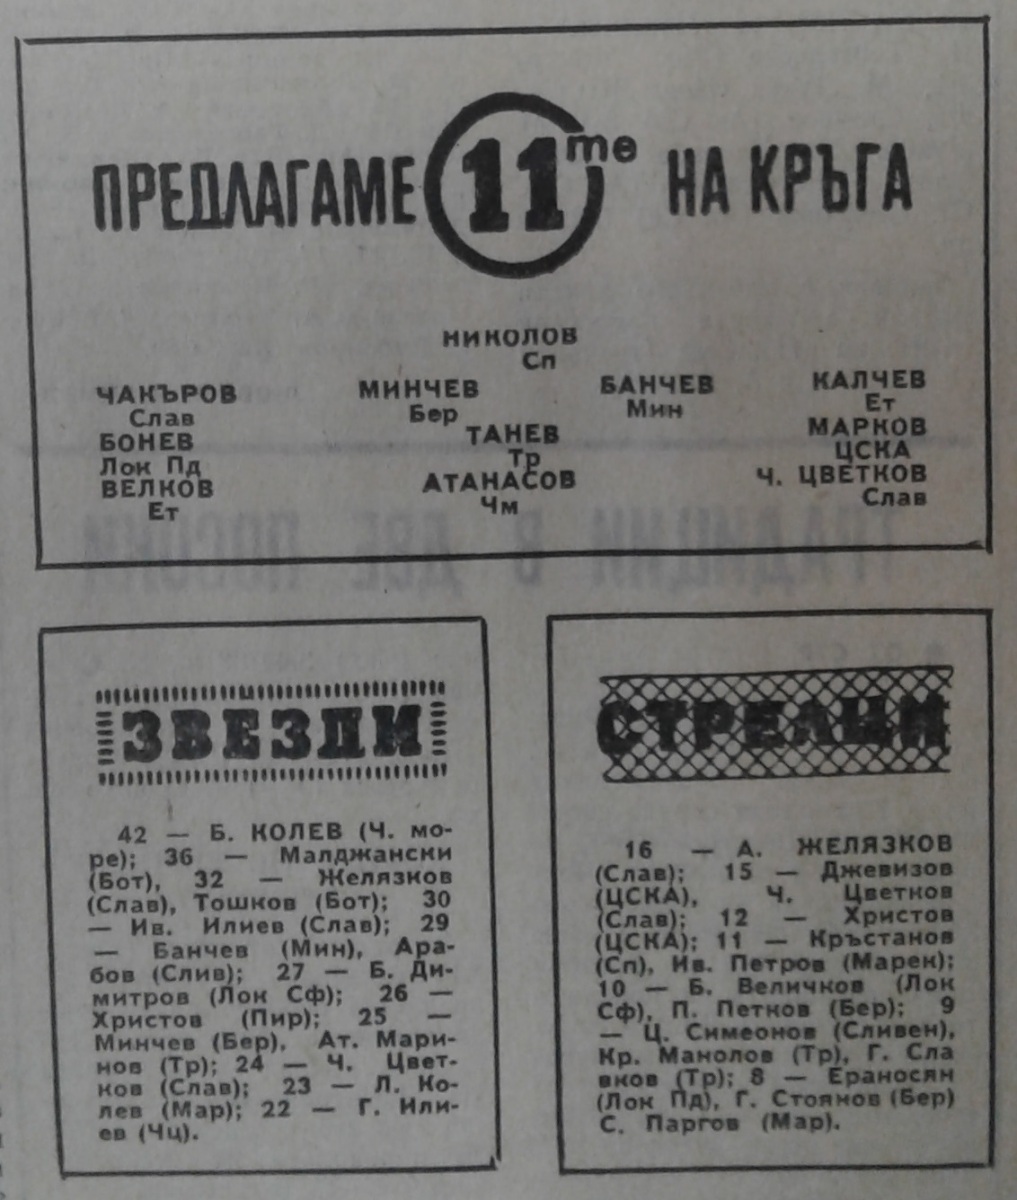 ПРЕДЛАГАМЕ 11те НА КРЪГА
НИКОЛОВ
Сп
ЧАКЪРОВ МИНЧЕВ БАНЧЕВ КАЛЧЕВ
Слав Бер Мин Ет
БОНЕВ ТАНЕВ МАРКОВ
Лок Пд Тр ЦСКА
ВЕЛКОВ АТАНАСОВ Ч. ЦВЕТКОВ
Ет Чм Слав
ЗВЕЗДИ
42 — Б. КОЛЕВ (Ч. мо-
ре); 36 — Малджански
(Бот), 32 — Желязков
(Слав), Тошков (Бот); 30
— Ив. Илиев (Слав); 29
— Банчев (Мин), Ара-
бов (Слив); 27 — Б. Ди-
митров (Лок Сф); 26 —
Христов (Пир); 25 —
Минчев (Бер), Ат. Мари-
нов (Тр); 24 — Ч. Цвет-
ков (Слав); 23 — Л. Ко-
лев (Мар); 22 — Г. Или-
ев (Чц).
СТРЕЛЦИ
16 — А. ЖЕЛЯЗКОВ
(Слав); 15 — Джевизов
(ЦСКА), Ч. Цветков
(Слав); 12 — Христов
(ЦСКА); 11 — Кръстанов
(Сп), Ив. Петров (Марек);
10 — Б. Величков (Лок
Сф), П. Петков (Бер); 9
— Ц. Симеонов (Сливен),
Кр. Манолов (Тр), Г. Сла
вков (Тр); 8 — Ераносян
(Лок Пд), Г. Стоянов (Бер)
С. Паргов (Мар).